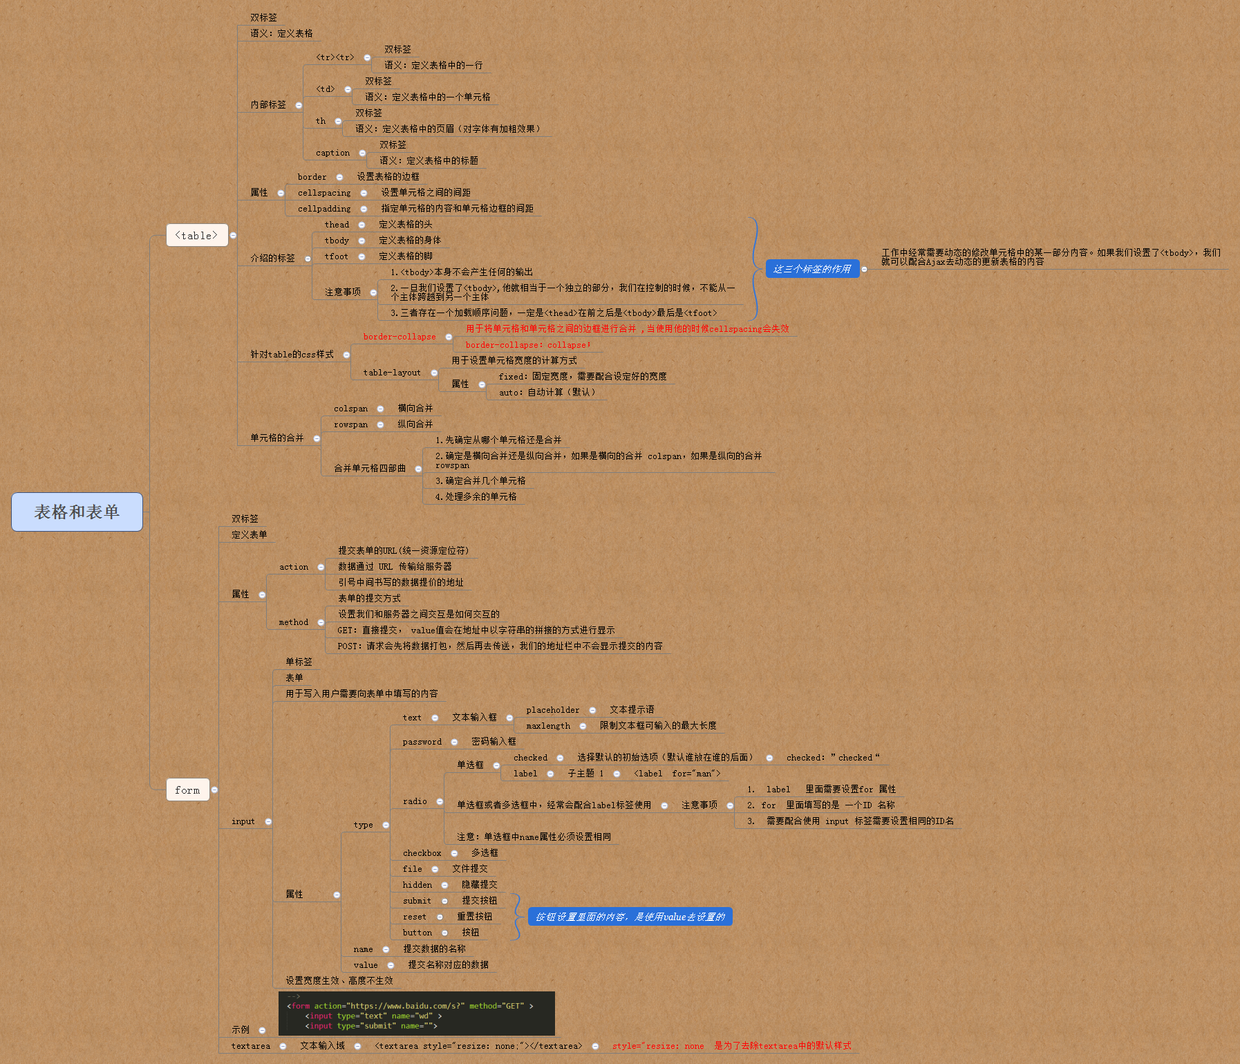 表格和表单
<table>
双标签
语义：定义表格
内部标签
<tr><tr>
双标签
语义：定义表格中的一行
<td>
双标签
语义：定义表格中的一个单元格
th
双标签
语义：定义表格中的页眉（对字体有加粗效果）
caption
双标签
语义：定义表格中的标题
属性
border
设置表格的边框
cellspacing
设置单元格之间的间距
cellpadding
指定单元格的内容和单元格边框的间距
介绍的标签
thead
定义表格的头
tbody
定义表格的身体
tfoot
定义表格的脚
注意事项
1.<tbody>本身不会产生任何的输出
2.一旦我们设置了<tbody>,他就相当于一个独立的部分，我们在控制的时候，不能从
一个主体跨越到另一个主体
3.三者存在一个加载顺序问题，一定是<thead>在前之后是<tbody>最后是<tfoot>
这三个标签的作用
工作中经常需要动态的修改单元格中的某一部分内容。如果我们设置了<tbody>，我们
就可以配合Ajax去动态的更新表格的内容
针对table的css样式
border-collapse
用于将单元格和单元格之间的边框进行合并 ,当使用他的时候cellspacing会失效
border-collapse: collapse;
table-layout
用于设置单元格宽度的计算方式
属性
fixed：固定宽度，需要配合设定好的宽度
auto：自动计算（默认）
单元格的合并
colspan
横向合并
rowspan
纵向合并
合并单元格四部曲
1.先确定从哪个单元格还是合并
2.确定是横向合并还是纵向合并，如果是横向的合并 colspan，如果是纵向的合并
rowspan
3.确定合并几个单元格
4.处理多余的单元格
form
双标签
定义表单
属性
action
提交表单的URL(统一资源定位符)
数据通过 URL 传输给服务器
引号中间书写的数据提价的地址
method
表单的提交方式
设置我们和服务器之间交互是如何交互的
GET：直接提交， value值会在地址中以字符串的拼接的方式进行显示
POST：请求会先将数据打包，然后再去传送，我们的地址栏中不会显示提交的内容
input
单标签
表单
用于写入用户需要向表单中填写的内容
属性
type
text
文本输入框
placeholder
文本提示语
maxlength
限制文本框可输入的最大长度
password
密码输入框
radio
单选框
checked
选择默认的初始选项（默认谁放在谁的后面）
checked："checked"
label
子主题 1
<label for="man">
单选框或者多选框中，经常会配合label标签使用
注意事项
1. label 里面需要设置for 属性
2. for 里面填写的是 一个ID 名称
3. 需要配合使用 input 标签需要设置相同的ID名
注意：单选框中name属性必须设置相同
checkbox
多选框
file
文件提交
hidden
隐藏提交
submit
提交按钮
reset
重置按钮
button
按钮
按钮设置里面的内容，是使用value去设置的
name
提交数据的名称
value
提交名称对应的数据
设置宽度生效、高度不生效
示例
-->
<form action="https://www.baidu.com/s?" method="GET" >
<input type="text" name="wd" >
<input type="submit" name="">
textarea
文本输入域
<textarea style="resize: none;"></textarea>
style="resize: none 是为了去除textarea中的默认样式